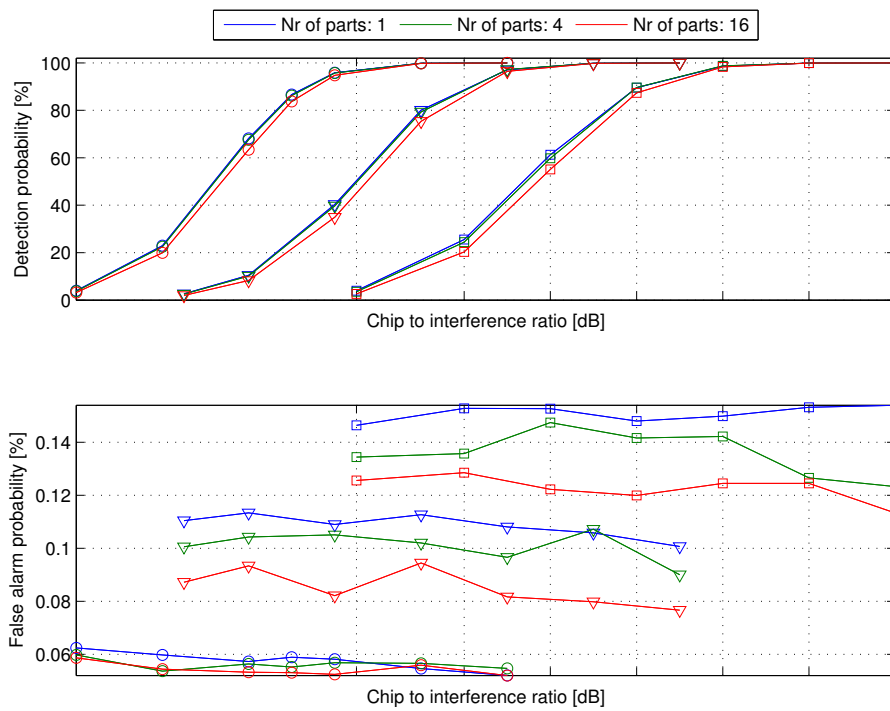 Nr of parts: 1 Nr of parts: 4 Nr of parts: 16
100
80
60
40
20
0
Detection probability [%]
Chip to interference ratio [dB]
0.14
0.12
0.1
0.08
0.06
False alarm probability [%]
Chip to interference ratio [dB]